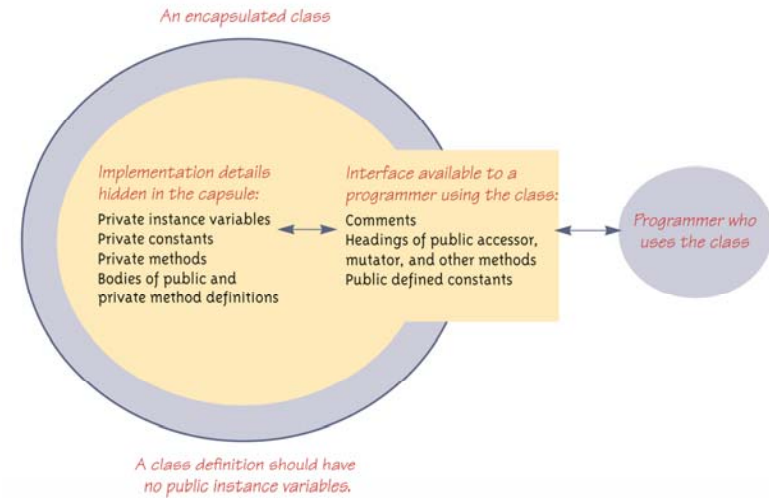 An encapsulated class
Implementation details
hidden in the capsule:
Private instance variables
Private constants
Private methods
Bodies of public and
private method definitions
Interface available to a
programmer using the class:
Comments
Headings of public accessor,
mutator, and other methods
Public defined constants
Programmer who
uses the class
A class definition should have
no public instance variables.